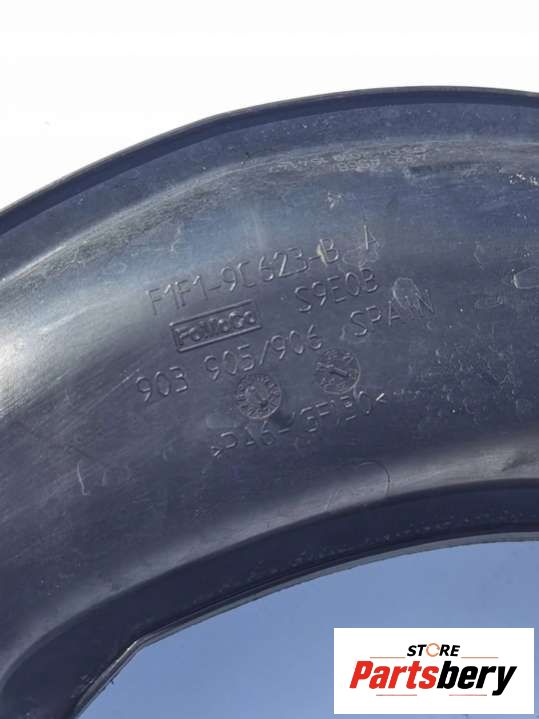 F1F1-9C623-B A
FoMoCo S9E03
903 905/906 SPAIN
>PA6-GF30<
STORE
Partsbery